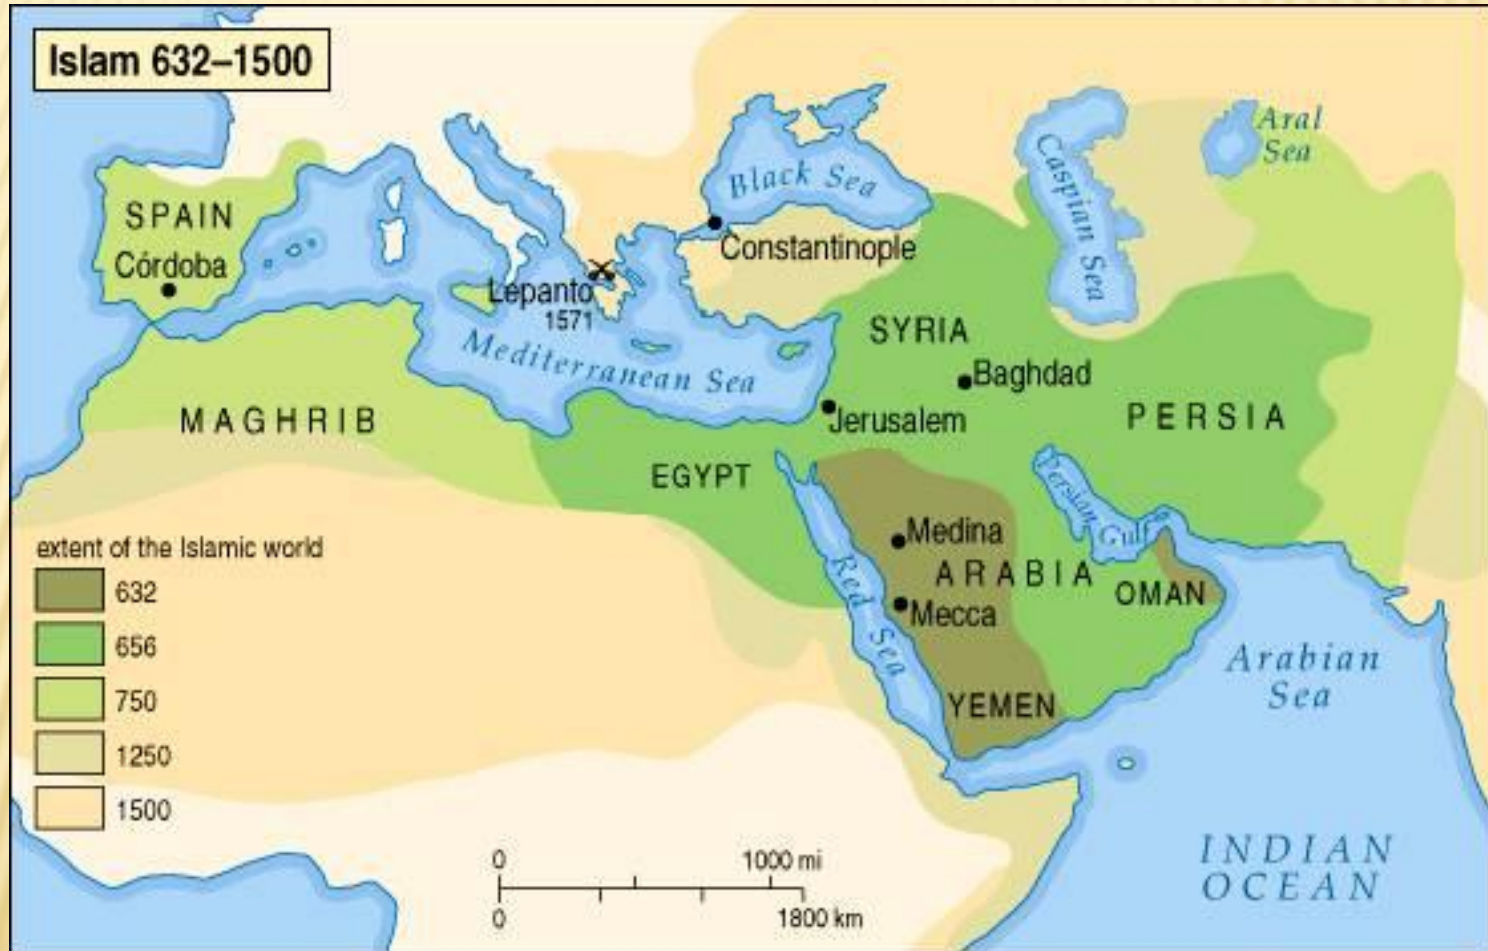 Islam 632–1500
Aral
Sea
Caspian Sea
Black Sea
SPAIN
Córdoba
Constantinople
Lepanto
1571
Mediterranean Sea
SYRIA
Baghdad
Jerusalem
PERSIA
MAGHRIB
EGYPT
Persian Gulf
Medina
ARABIA
OMAN
Mecca
Red Sea
YEMEN
Arabian
Sea
INDIAN
OCEAN
extent of the Islamic world
632
656
750
1250
1500
0
1000 mi
0
1800 km